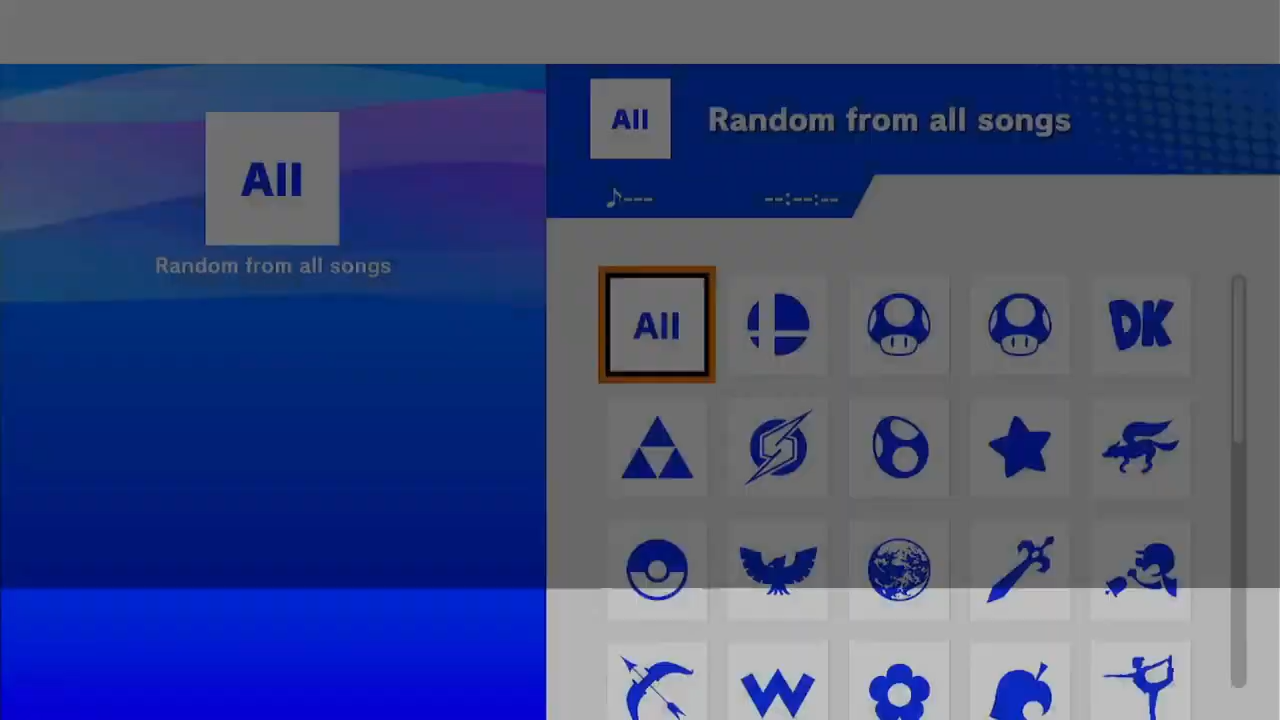 All
Random from all songs
All
Random from all songs
♪--- --:--:--
All
DK
W